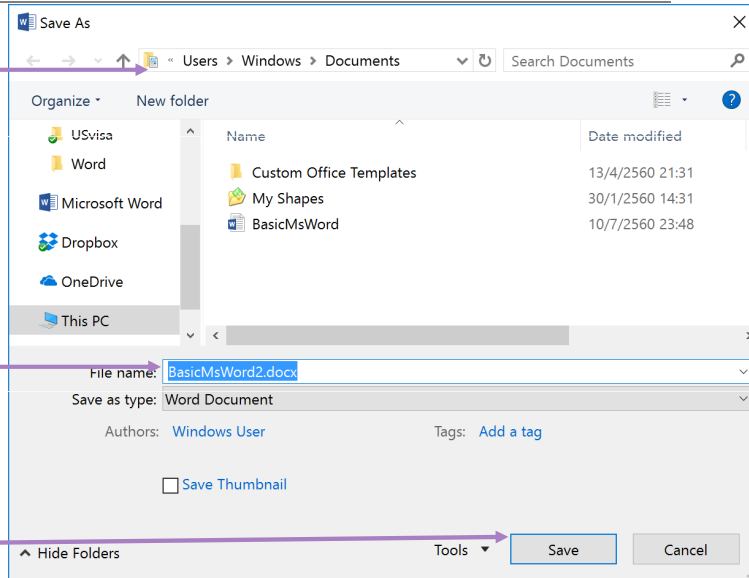 Save As
« Users > Windows > Documents
Search Documents
Organize
New folder
USvisa
Word
Microsoft Word
Dropbox
OneDrive
This PC
Name Date modified
Custom Office Templates 13/4/2560 21:31
My Shapes 30/1/2560 14:31
BasicMsWord 10/7/2560 23:48
File name: BasicMsWord2.docx
Save as type: Word Document
Authors: Windows User Tags: Add a tag
Save Thumbnail
Hide Folders Tools Save Cancel